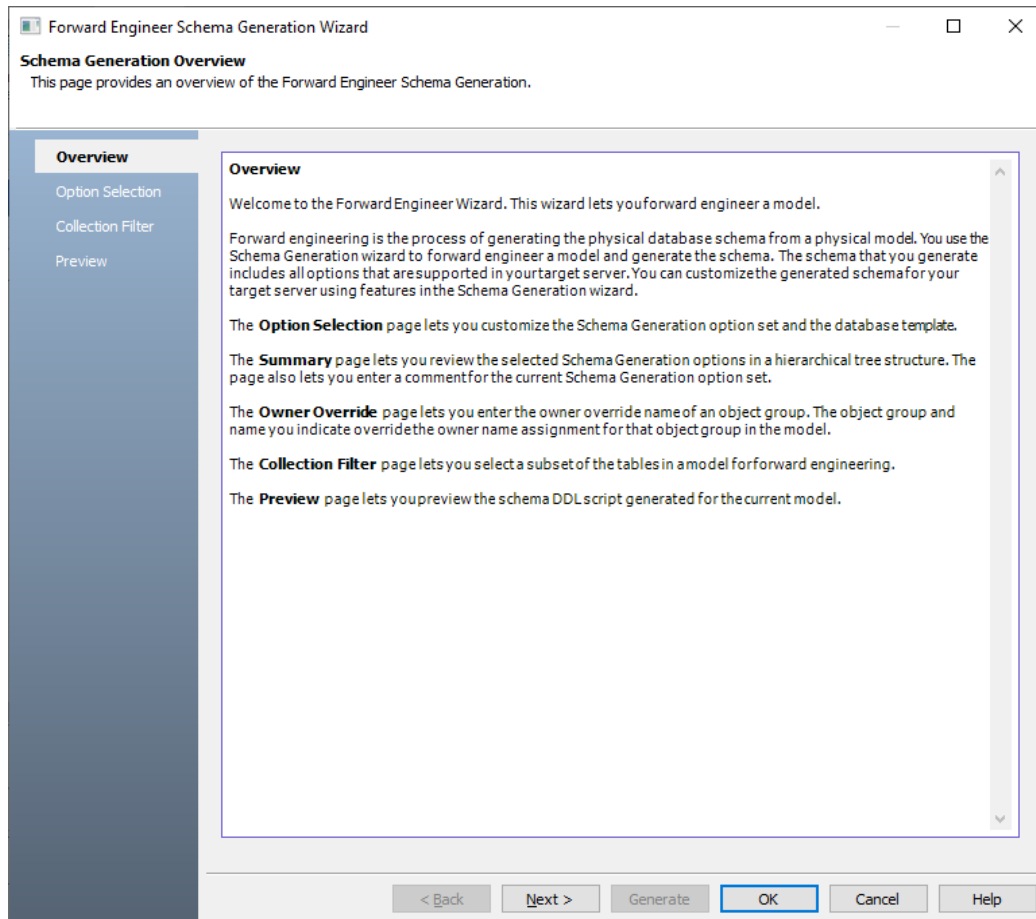 Forward Engineer Schema Generation Wizard
Schema Generation Overview
This page provides an overview of the Forward Engineer Schema Generation.
Overview
Option Selection
Collection Filter
Preview
Overview
Welcome to the Forward Engineer Wizard. This wizard lets you forward engineer a model.
Forward engineering is the process of generating the physical database schema from a physical model. You use the
Schema Generation wizard to forward engineer a model and generate the schema. The schema that you generate
includes all options that are supported in your target server. You can customize the generated schema for your
target server using features in the Schema Generation wizard.
The Option Selection page lets you customize the Schema Generation option set and the database template.
The Summary page lets you review the selected Schema Generation options in a hierarchical tree structure. The
page also lets you enter a comment for the current Schema Generation option set.
The Owner Override page lets you enter the owner override name of an object group. The object group and
name you indicate override the owner name assignment for that object group in the model.
The Collection Filter page lets you select a subset of the tables in a model for forward engineering.
The Preview page lets you preview the schema DDL script generated for the current model.
< Back
Next >
Generate
OK
Cancel
Help